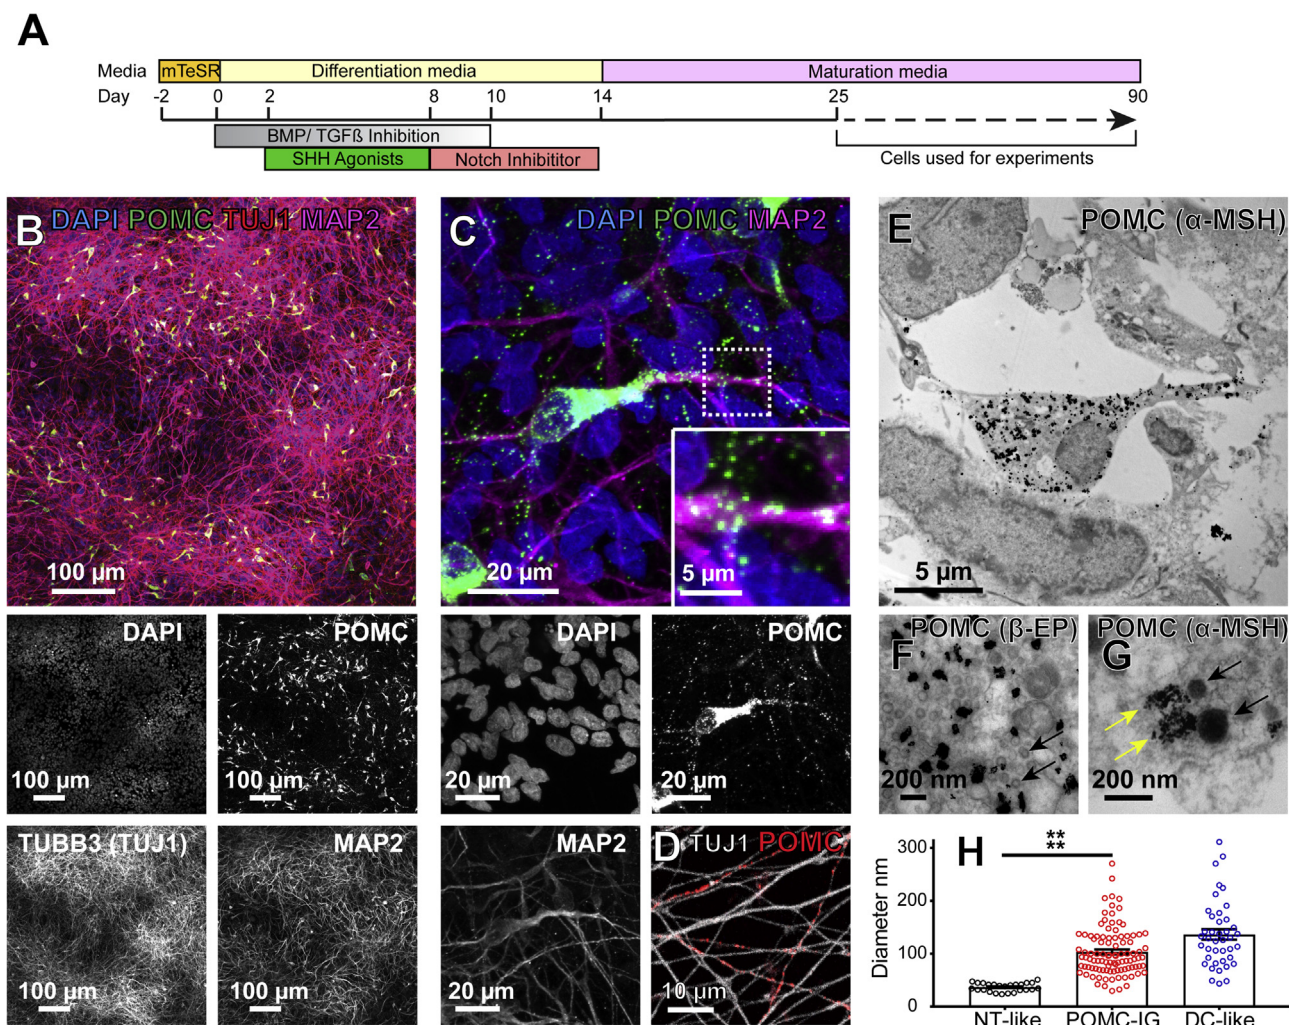 A
Media mTeSR Differentiation media Maturation media
Day -2 0 2 8 10 14 25 90
BMP/ TGFß Inhibition
SHH Agonists Notch Inhibititor
Cells used for experiments
B DAPI POMC TUJ1 MAP2
100 µm
C DAPI POMC MAP2
20 µm
5 µm
E POMC (α-MSH)
5 µm
DAPI
100 µm
POMC
100 µm
DAPI
20 µm
POMC
20 µm
F POMC (β-EP)
200 nm
G POMC (α-MSH)
200 nm
TUBB3 (TUJ1)
100 µm
MAP2
100 µm
MAP2
20 µm
D TUJ1 POMC
10 µm
H
**
**
Diameter nm
300
200
100
0
NT-like POMC-IG DC-like